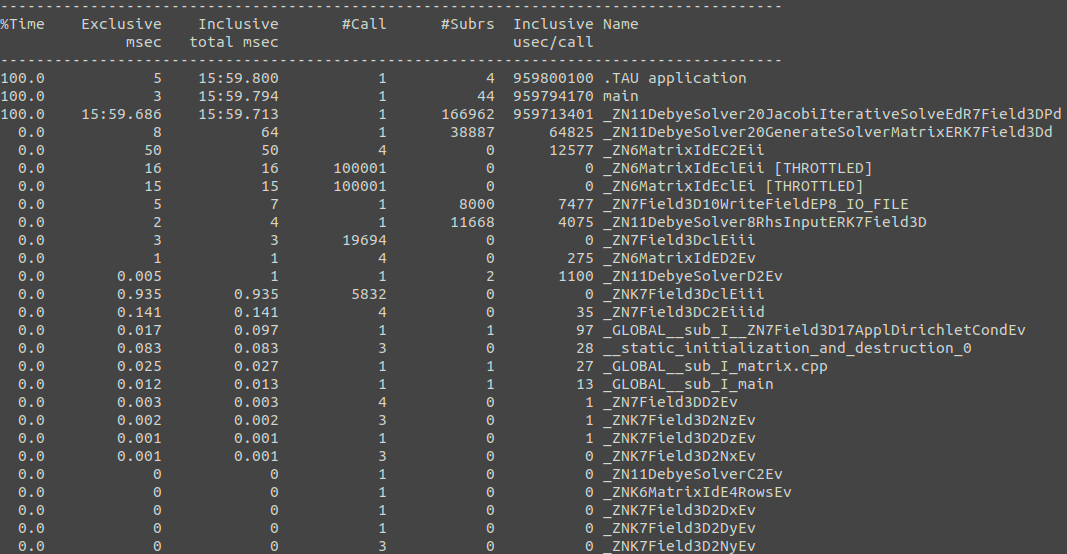 ---------------------------------------------------------------------------------------
%Time Exclusive Inclusive #Call #Subrs Inclusive Name
msec total msec usec/call
---------------------------------------------------------------------------------------
100.0 5 15:59.800 1 4 959800100 .TAU application
100.0 3 15:59.794 1 44 959794170 main
100.0 15:59.686 15:59.713 1 166962 959713401 _ZN11DebyeSolver20JacobiIterativeSolveEdR7Field3DPd
0.0 8 64 1 38887 64825 _ZN11DebyeSolver20GenerateSolverMatrixERK7Field3Dd
0.0 50 50 4 0 12577 _ZN6MatrixIdEC2Eii
0.0 16 16 100001 0 0 _ZN6MatrixIdEclEii [THROTTLED]
0.0 15 15 100001 0 0 _ZN6MatrixIdEclEi [THROTTLED]
0.0 5 7 1 8000 7477 _ZN7Field3D10WriteFieldEP8_IO_FILE
0.0 2 4 1 11668 4075 _ZN11DebyeSolver8RhsInputERK7Field3D
0.0 3 3 19694 0 0 _ZN7Field3DclEiii
0.0 1 1 4 0 275 _ZN6MatrixIdED2Ev
0.0 0.005 1 1 2 1100 _ZN11DebyeSolverD2Ev
0.0 0.935 0.935 5832 0 0 _ZNK7Field3DclEiii
0.0 0.141 0.141 4 0 35 _ZN7Field3DC2Eiiid
0.0 0.017 0.097 1 1 97 _GLOBAL__sub_I__ZN7Field3D17ApplDirichletCondEv
0.0 0.083 0.083 3 0 28 __static_initialization_and_destruction_0
0.0 0.025 0.027 1 1 27 _GLOBAL__sub_I_matrix.cpp
0.0 0.012 0.013 1 1 13 _GLOBAL__sub_I_main
0.0 0.003 0.003 4 0 1 _ZN7Field3DD2Ev
0.0 0.002 0.002 3 0 1 _ZNK7Field3D2NzEv
0.0 0.001 0.001 1 0 1 _ZNK7Field3D2DzEv
0.0 0.001 0.001 3 0 0 _ZNK7Field3D2NxEv
0.0 0 0 1 0 0 _ZN11DebyeSolverC2Ev
0.0 0 0 1 0 0 _ZNK6MatrixIdE4RowsEv
0.0 0 0 1 0 0 _ZNK7Field3D2DxEv
0.0 0 0 1 0 0 _ZNK7Field3D2DyEv
0.0 0 0 3 0 0 _ZNK7Field3D2NyEv